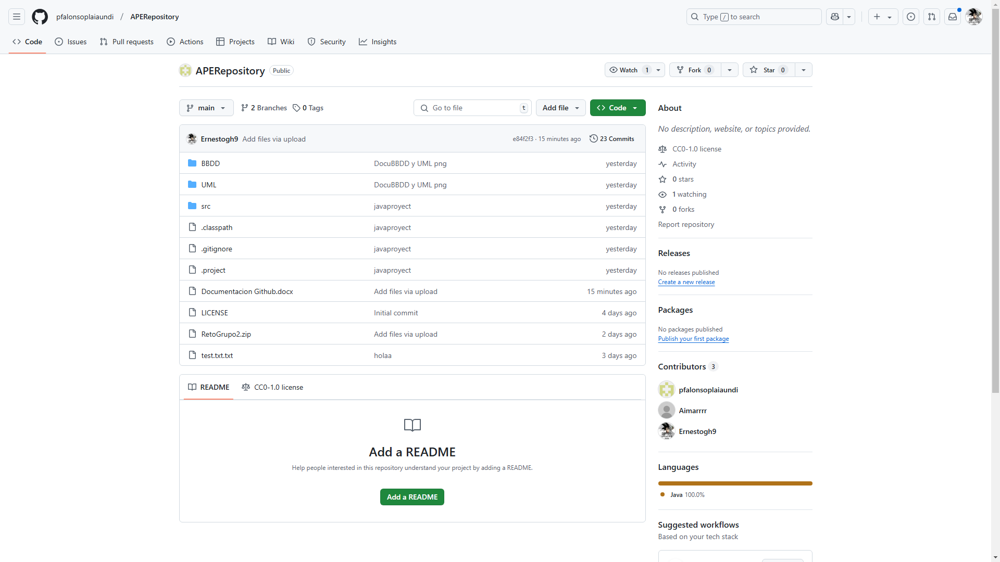 pfalonsoplaiaundi / APERepository
Type / to search
Code Issues Pull requests Actions Projects Wiki Security Insights
APERepository Public
Watch 1 Fork 0 Star 0
main 2 Branches 0 Tags Go to file t Add file Code
Ernestogh9 Add files via upload e84f2f3 · 15 minutes ago 23 Commits
BBDD DocuBBDD y UML png yesterday
UML DocuBBDD y UML png yesterday
src javaproyect yesterday
.classpath javaproyect yesterday
.gitignore javaproyect yesterday
.project javaproyect yesterday
Documentacion Github.docx Add files via upload 15 minutes ago
LICENSE Initial commit 4 days ago
RetoGrupo2.zip Add files via upload 2 days ago
test.txt.txt holaa 3 days ago
README CC0-1.0 license
Add a README
Help people interested in this repository understand your project by adding a README.
Add a README
About
No description, website, or topics provided.
CC0-1.0 license
Activity
0 stars
1 watching
0 forks
Report repository
Releases
No releases published
Create a new release
Packages
No packages published
Publish your first package
Contributors 3
pfalonsoplaiaundi
Aimarrrr
Ernestogh9
Languages
Java 100.0%
Suggested workflows
Based on your tech stack